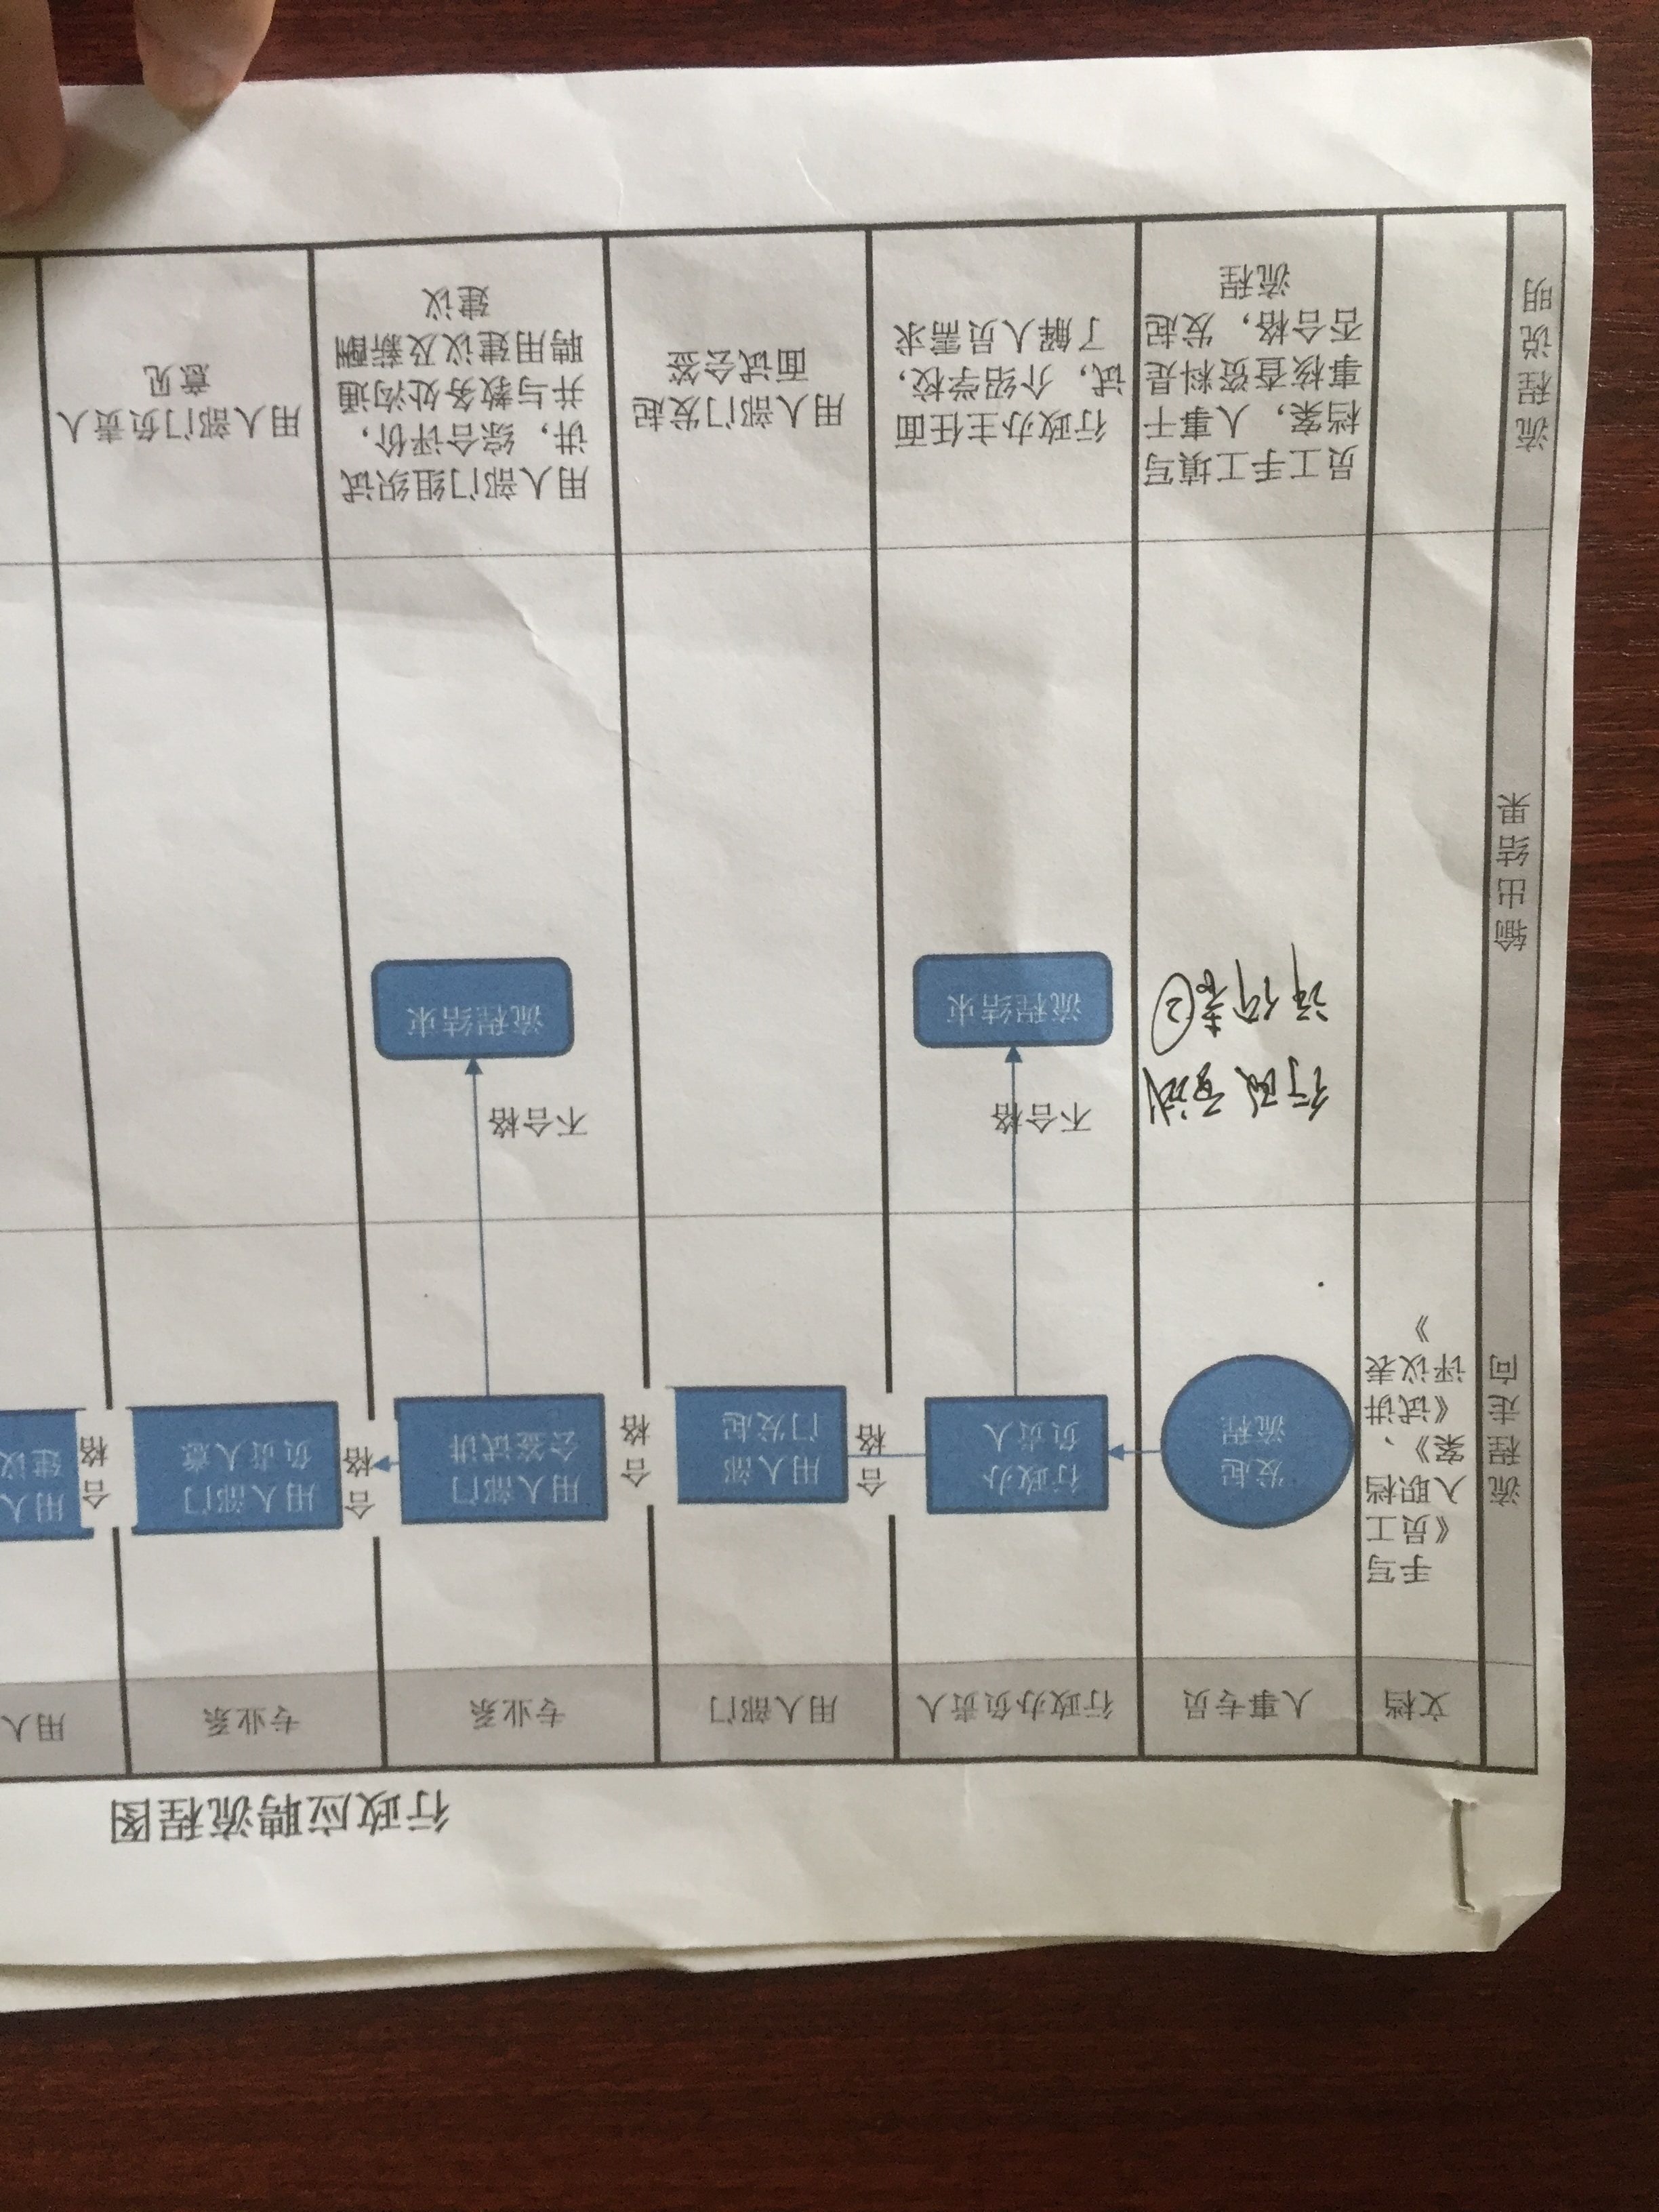 行政应聘流程图
文档
人事专员
行政办负责人
用人部门
专业系
专业系
用人
流程走向
手写
《员工
入职档
案》、
《试讲
评议表
》
发起
流程
行政办
负责人
合格
用人部
门发起
合格
用人部门
会签试讲
合格
用人部门
负责人意
合格
用人
建议
输出结果
行政面试
评价表②
不合格
流程结束
不合格
流程结束
流程说明
员工手工填写
档案，人事干
事核查资料是
否合格，发起
流程
行政办主任面
试，介绍学校，
了解人员需求
用人部门发起
面试会签
用人部门组织试
讲，综合评价，
并与教务处沟通
聘用建议及薪酬
建议
用人部门负责人
意见